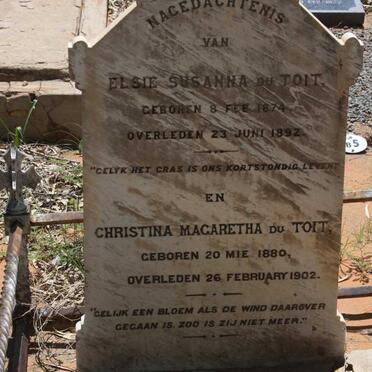 NAGEDACHTENIS
VAN
ELSIE SUSANNA DU TOIT.
GEBOREN 8 FEB. 1874.
OVERLEDEN 23 JUNI 1892.
"GELYK HET GRAS IS ONS KORTSTONDIG LEVEN"
EN
CHRISTINA MAGARETHA DU TOIT,
GEBOREN 20 MIE 1880,
OVERLEDEN 26 FEBRUARY 1902.
"GELIJK EEN BLOEM ALS DE WIND DAAROVER
GEGAAN IS, ZOO IS ZIJ NIET MEER."